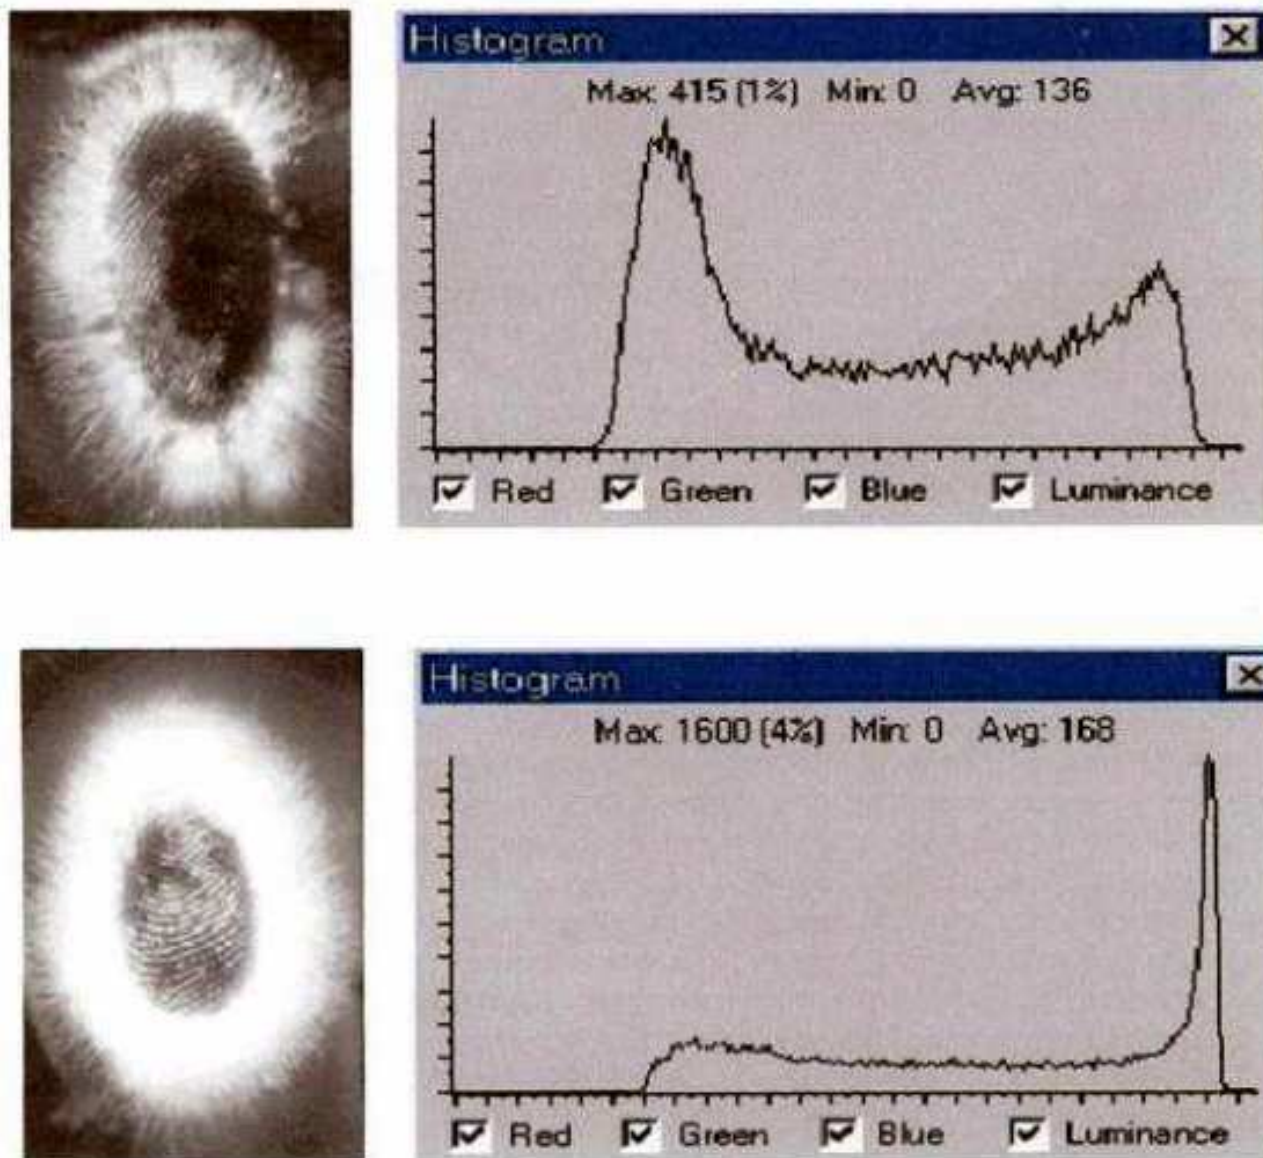 Histogram
Max: 415 (1%) Min: 0 Avg: 136
Red Green Blue Luminance
Histogram
Max: 1600 (4%) Min: 0 Avg: 168
Red Green Blue Luminance